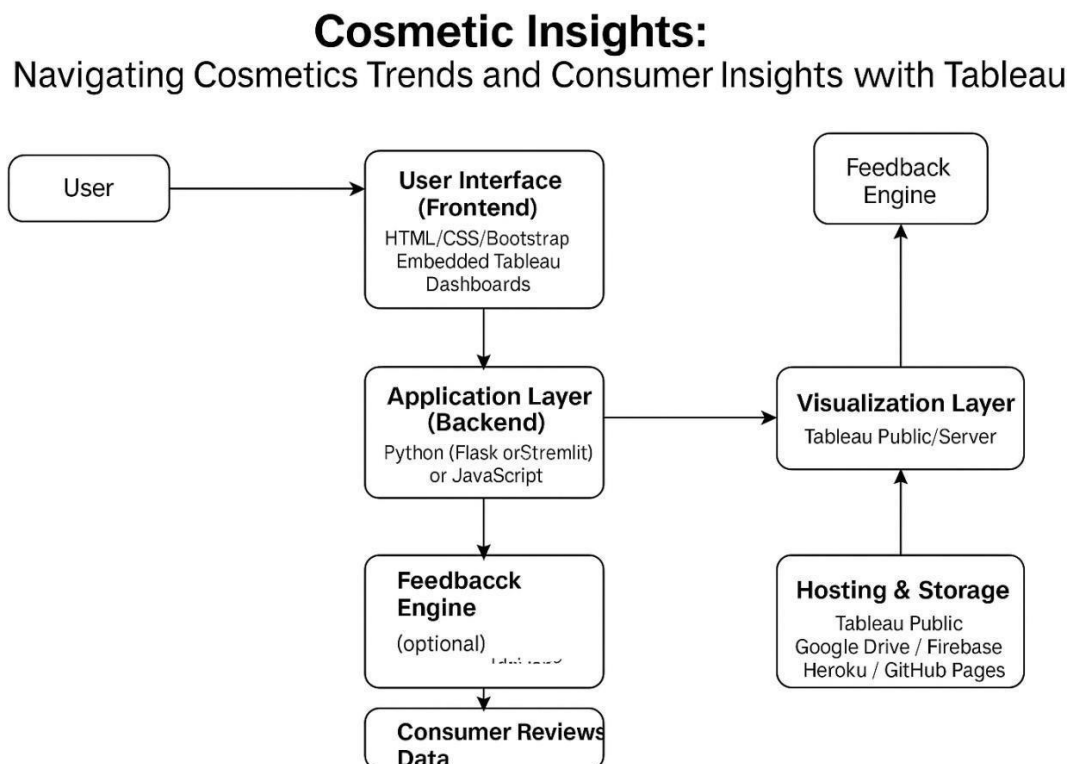 Cosmetic Insights:
Navigating Cosmetics Trends and Consumer Insights wwith Tableau
User
User Interface
(Frontend)
HTML/CSS/Bootstrap
Embedded Tableau
Dashboards
Feedback
Engine
Application Layer
(Backend)
Python (Flask orStremlit)
or JavaScript
Visualization Layer
Tableau Public/Server
Feedbacck
Engine
(optional)
Hosting & Storage
Tableau Public
Google Drive / Firebase
Heroku / GitHub Pages
Consumer Reviews
Data